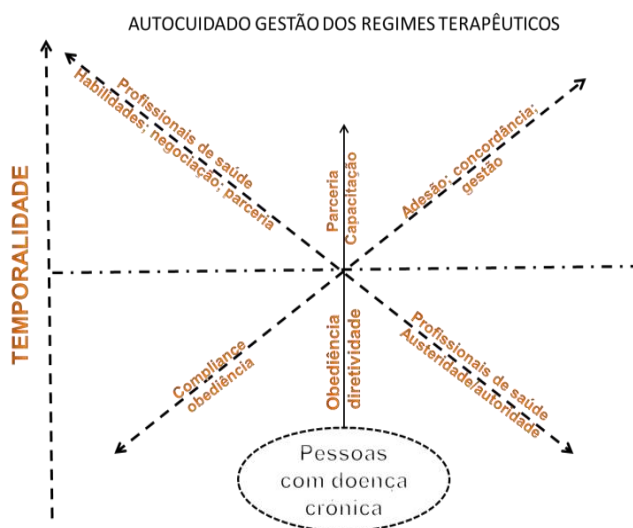 AUTOCUIDADO GESTÃO DOS REGIMES TERAPÊUTICOS
TEMPORALIDADE
Profissionais de saúde
Habilidades; negociação; parceria
Parceria
Capacitação
Adesão; concordância;
gestão
Compliance
obediência
Obediência
diretividade
Profissionais de saúde
Austeridade/autoridade
Pessoas
com doença
crónica